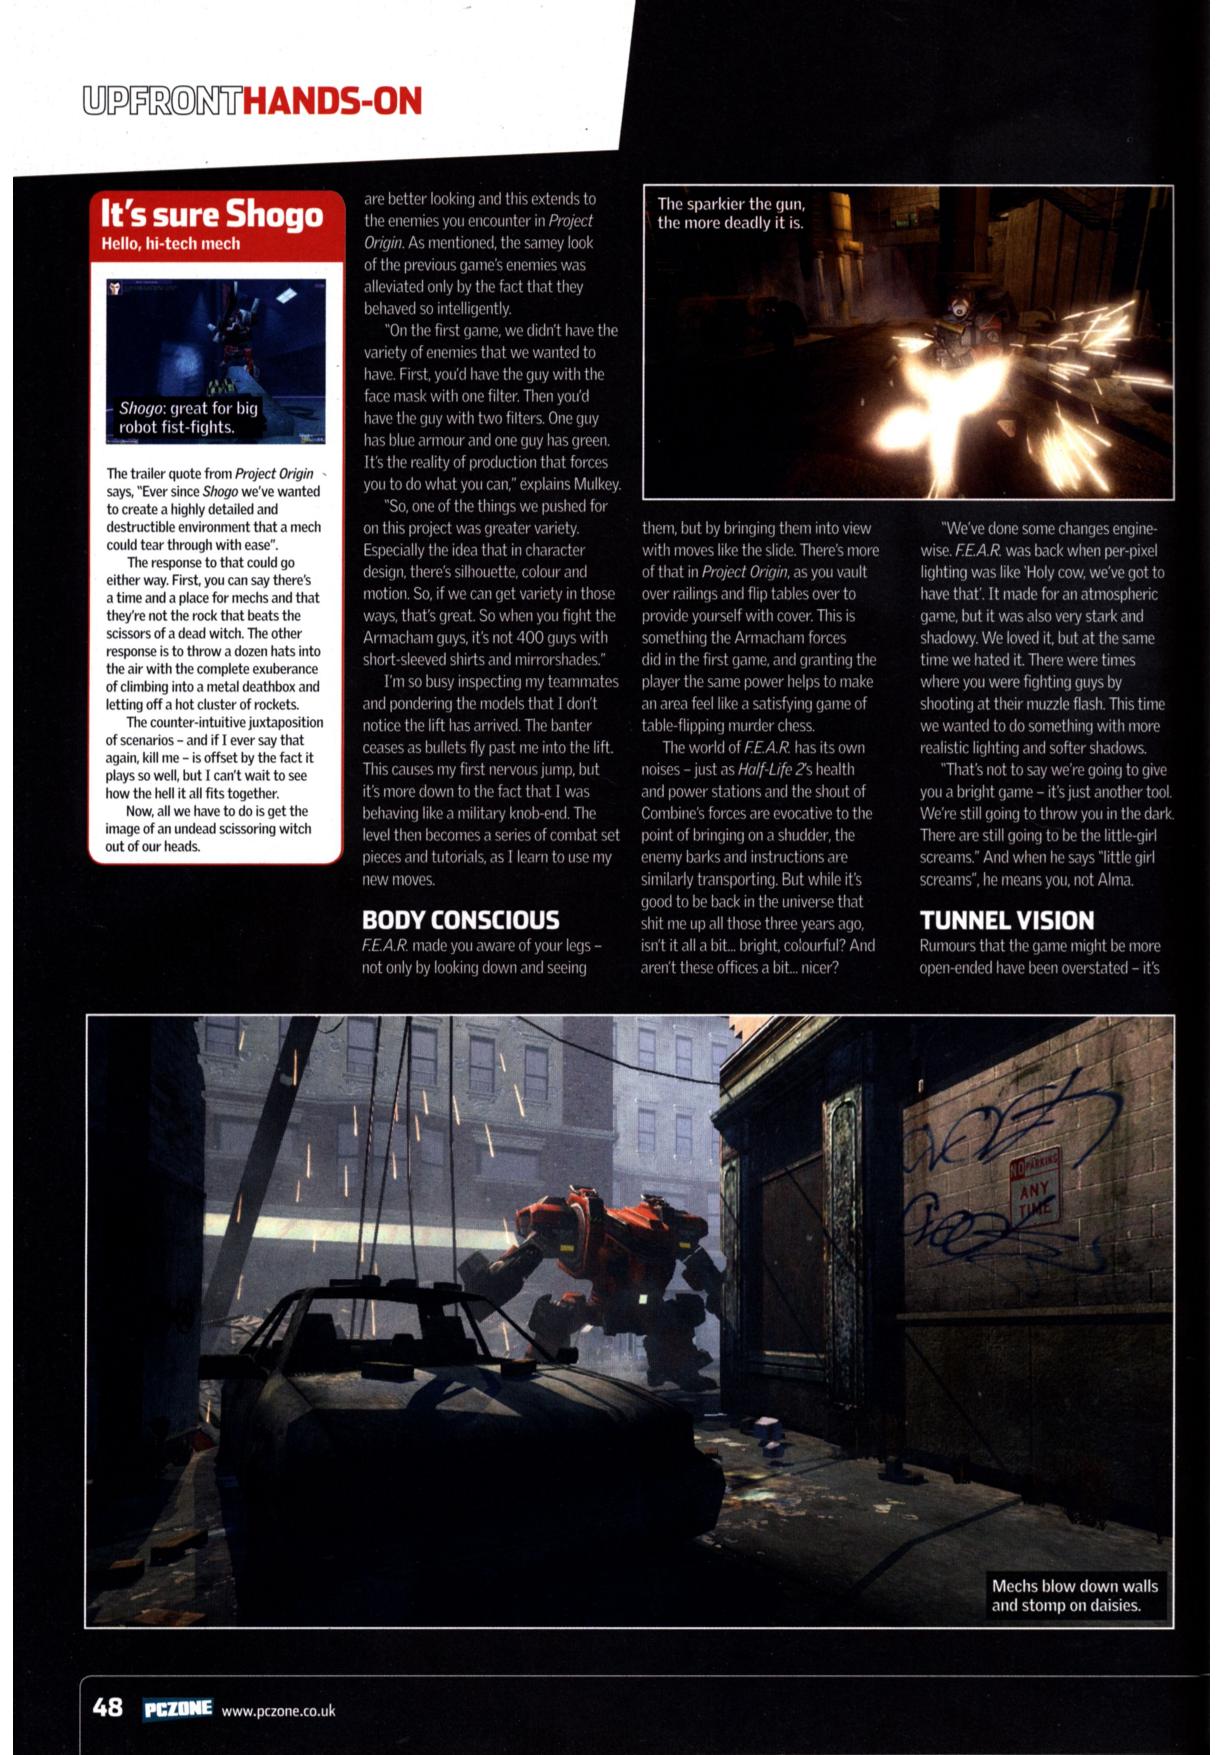 UPFRONTHANDS-ON
It's sure Shogo
Hello, hi-tech mech
Shogo: great for big
robot fist-fights.
The trailer quote from Project Origin
says, "Ever since Shogo we've wanted
to create a highly detailed and
destructible environment that a mech
could tear through with ease".
The response to that could go
either way. First, you can say there's
a time and a place for mechs and that
they're not the rock that beats the
scissors of a dead witch. The other
response is to throw a dozen hats into
the air with the complete exuberance
of climbing into a metal deathbox and
letting off a hot cluster of rockets.
The counter-intuitive juxtaposition
of scenarios – and if I ever say that
again, kill me – is offset by the fact it
plays so well, but I can't wait to see
how the hell it all fits together.
Now, all we have to do is get the
image of an undead scissoring witch
out of our heads.
are better looking and this extends to
the enemies you encounter in Project
Origin. As mentioned, the samey look
of the previous game's enemies was
alleviated only by the fact that they
behaved so intelligently.
"On the first game, we didn't have the
variety of enemies that we wanted to
have. First, you'd have the guy with the
face mask with one filter. Then you'd
have the guy with two filters. One guy
has blue armour and one guy has green.
It's the reality of production that forces
you to do what you can," explains Mulkey.
"So, one of the things we pushed for
on this project was greater variety.
Especially the idea that in character
design, there's silhouette, colour and
motion. So, if we can get variety in those
ways, that's great. So when you fight the
Armacham guys, it's not 400 guys with
short-sleeved shirts and mirrorshades."
I'm so busy inspecting my teammates
and pondering the models that I don't
notice the lift has arrived. The banter
ceases as bullets fly past me into the lift.
This causes my first nervous jump, but
it's more down to the fact that I was
behaving like a military knob-end. The
level then becomes a series of combat set
pieces and tutorials, as I learn to use my
new moves.
BODY CONSCIOUS
F.E.A.R. made you aware of your legs –
not only by looking down and seeing
The sparkier the gun,
the more deadly it is.
them, but by bringing them into view
with moves like the slide. There's more
of that in Project Origin, as you vault
over railings and flip tables over to
provide yourself with cover. This is
something the Armacham forces
did in the first game, and granting the
player the same power helps to make
an area feel like a satisfying game of
table-flipping murder chess.
The world of F.E.A.R. has its own
noises – just as Half-Life 2's health
and power stations and the shout of
Combine's forces are evocative to the
point of bringing on a shudder, the
enemy barks and instructions are
similarly transporting. But while it's
good to be back in the universe that
shit me up all those three years ago,
isn't it all a bit... bright, colourful? And
aren't these offices a bit... nicer?
"We've done some changes engine-
wise. F.E.A.R. was back when per-pixel
lighting was like 'Holy cow, we've got to
have that'. It made for an atmospheric
game, but it was also very stark and
shadowy. We loved it, but at the same
time we hated it. There were times
where you were fighting guys by
shooting at their muzzle flash. This time
we wanted to do something with more
realistic lighting and softer shadows.
"That's not to say we're going to give
you a bright game – it's just another tool.
We're still going to throw you in the dark.
There are still going to be the little-girl
screams." And when he says "little girl
screams", he means you, not Alma.
TUNNEL VISION
Rumours that the game might be more
open-ended have been overstated – it's
NO PARKING
ANY
TIME
Mechs blow down walls
and stomp on daisies.
48 PCZONE www.pczone.co.uk